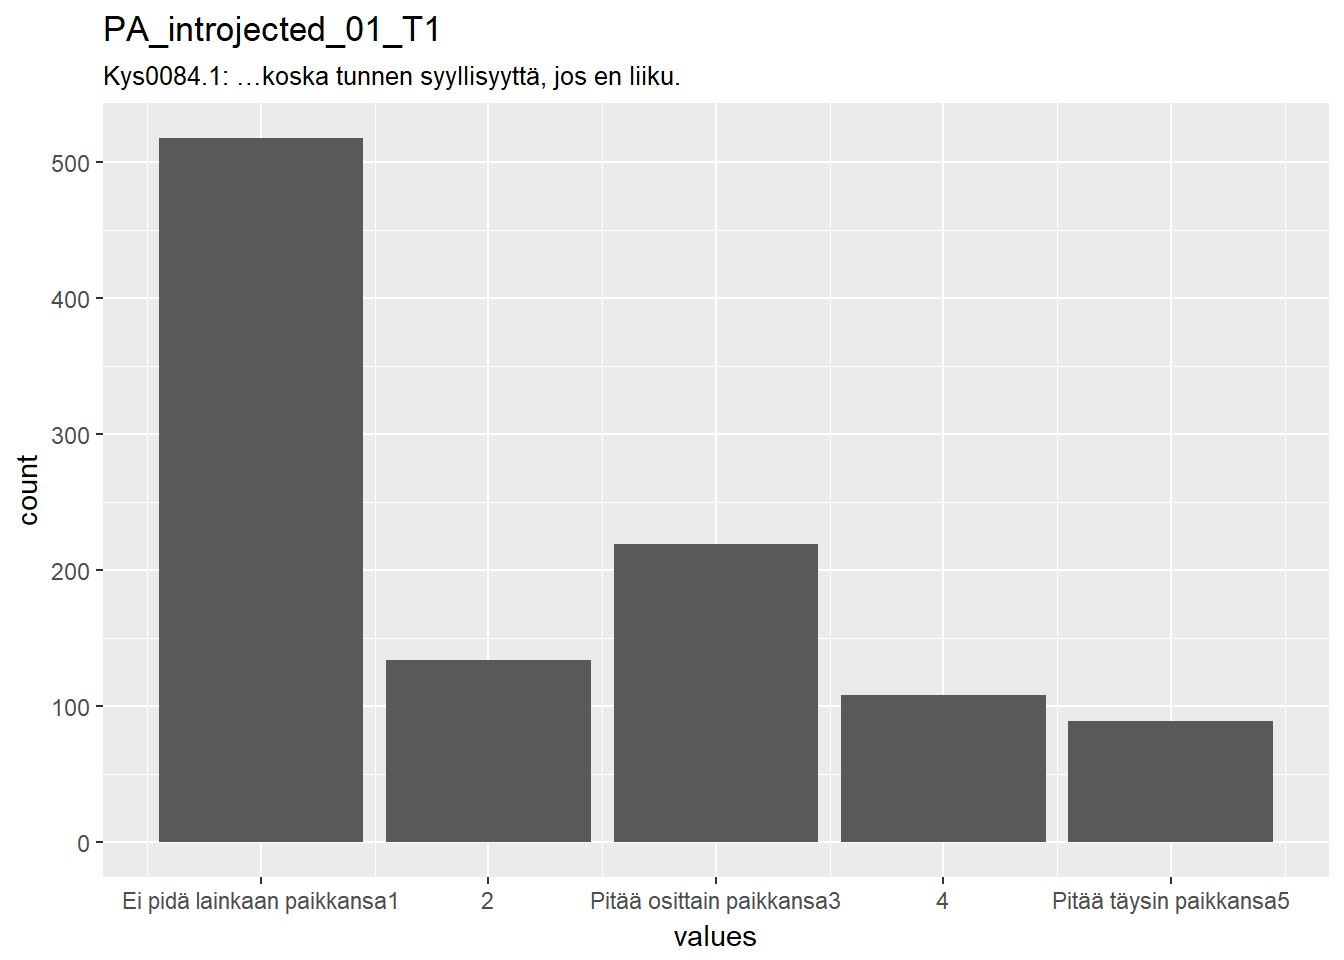 PA_introjected_01_T1
Kys0084.1: …koska tunnen syyllisyyttä, jos en liiku.
count
500
400
300
200
100
0
Ei pidä lainkaan paikkansa1 2 Pitää osittain paikkansa3 4 Pitää täysin paikkansa5
values